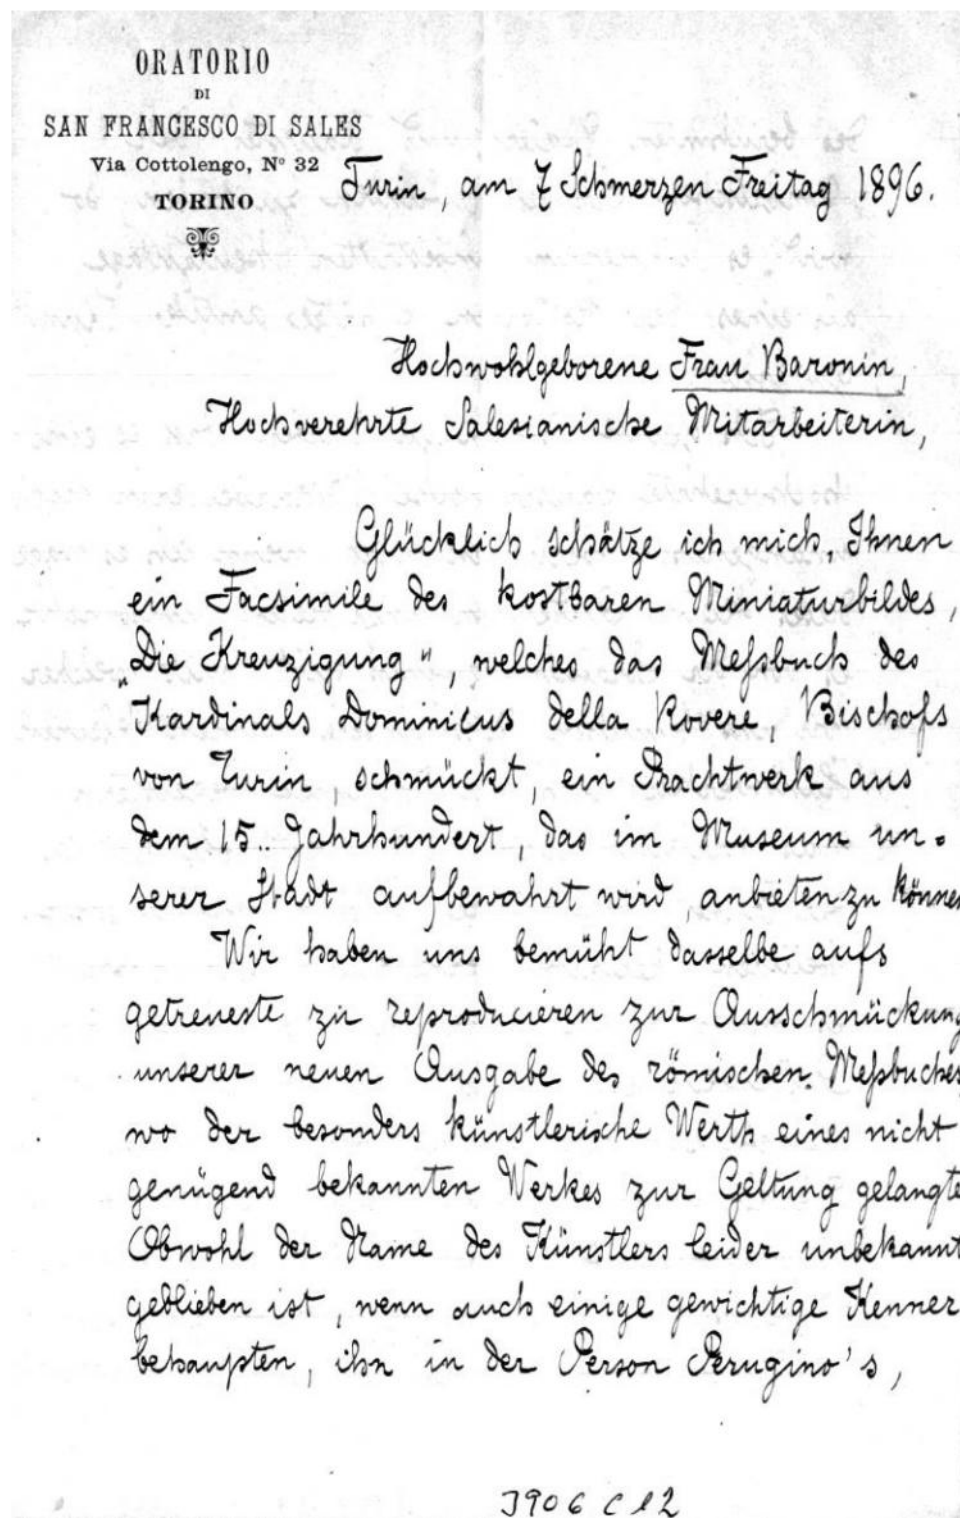 ORATORIO
DI
SAN FRANCESCO DI SALES
Via Cottolengo, N° 32
TORINO
Turin, am 7 Schmerzen Freitag 1896.
Hochwohlgeborene Frau Baronin,
Hochverehrte Salesianische Mitarbeiterin,
Glücklich schätze ich mich, Ihnen
ein Facsimile des kostbaren Miniaturbildes,
„Die Kreuzigung", welches das Meßbuch des
Kardinals Dominicus della Rovere, Bischofs
von Turin, schmückt, ein Prachtwerk aus
dem 15.. Jahrhundert, das im Museum un-
serer Stadt aufbewahrt wird, anbieten zu können
Wir haben uns bemüht dasselbe aufs
getreueste zu reproducieren zur Ausschmückung
unserer neuen Ausgabe des römischen Meßbuches
wo der besonders künstlerische Werth eines nicht
genügend bekannten Werkes zur Geltung gelangte
Obwohl der Name des Künstlers leider unbekannt
geblieben ist, wenn auch einige gewichtige Kenner
behaupten, ihn in der Person Perugino's,
3906 C12